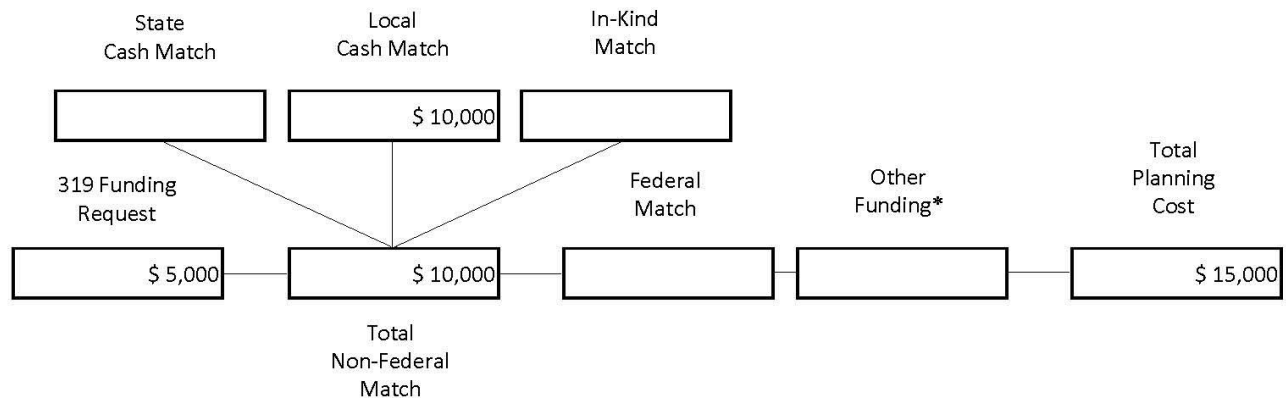 State
Cash Match
Local
Cash Match
In-Kind
Match
$ 10,000
319 Funding
Request
Federal
Match
Other
Funding*
Total
Planning
Cost
$ 5,000
$ 10,000
$ 15,000
Total
Non-Federal
Match